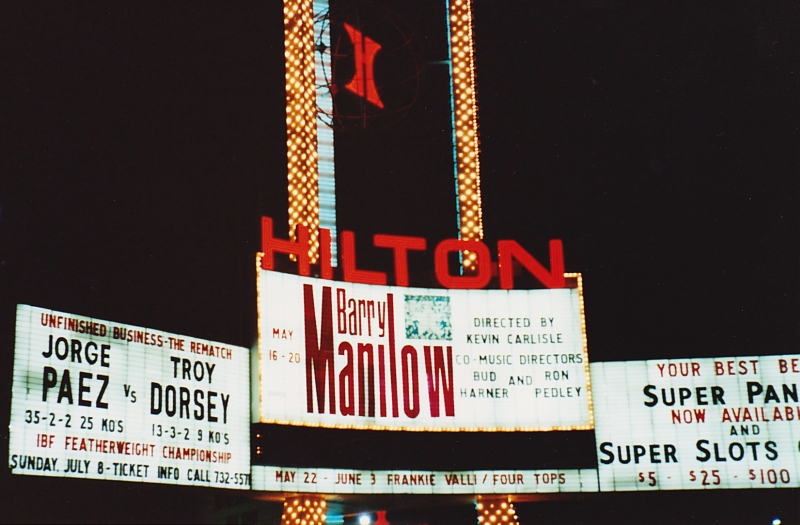 H
HILTON
UNFINISHED BUSINESS-THE REMATCH
JORGE PAEZ
VS
TROY DORSEY
35-2-2 25 KO'S
13-3-2 9 KO'S
IBF FEATHERWEIGHT CHAMPIONSHIP
SUNDAY, JULY 8-TICKET INFO CALL 732-557
MAY
16-20
Barry
Manilow
DIRECTED BY
KEVIN CARLISLE
CO-MUSIC DIRECTORS
BUD AND RON
HARNER PEDLEY
MAY 22 - JUNE 3 FRANKIE VALLI/FOUR TOPS
YOUR BEST BE
SUPER PAN
NOW AVAILAB
AND
SUPER SLOTS
$5 - $25 - $100